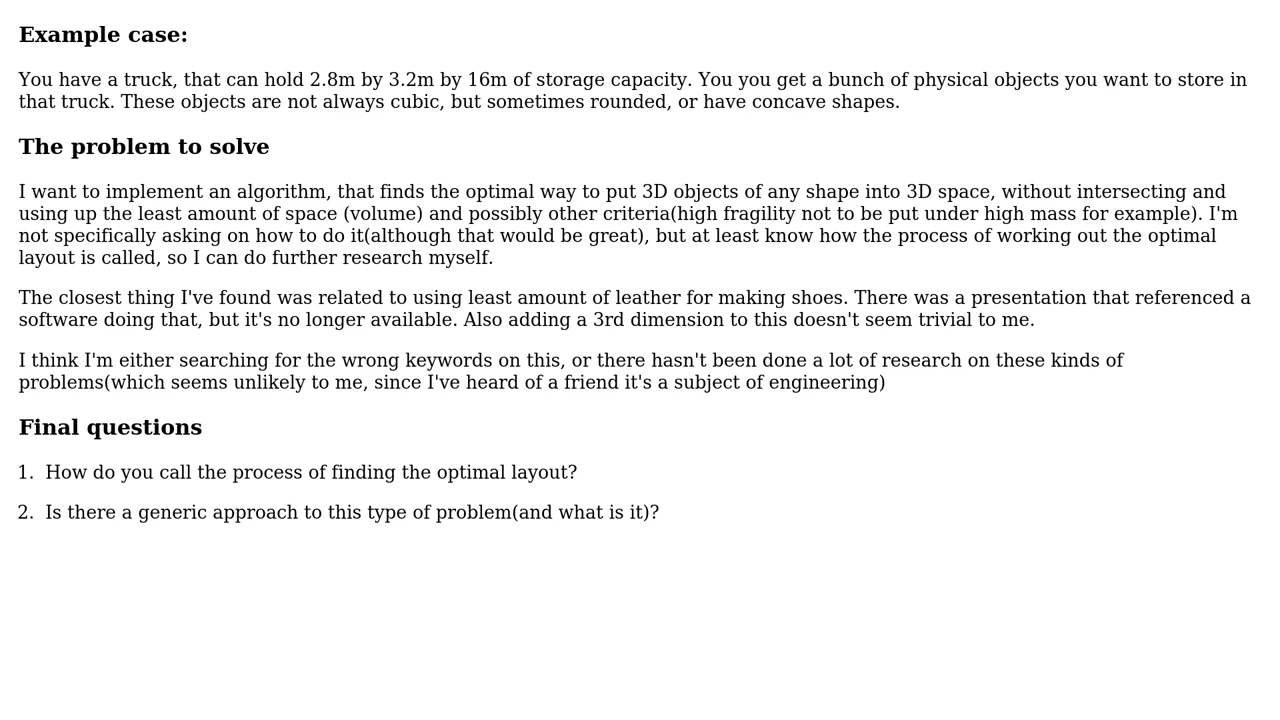 Example case:
You have a truck, that can hold 2.8m by 3.2m by 16m of storage capacity. You you get a bunch of physical objects you want to store in
that truck. These objects are not always cubic, but sometimes rounded, or have concave shapes.
The problem to solve
I want to implement an algorithm, that finds the optimal way to put 3D objects of any shape into 3D space, without intersecting and
using up the least amount of space (volume) and possibly other criteria(high fragility not to be put under high mass for example). I'm
not specifically asking on how to do it(although that would be great), but at least know how the process of working out the optimal
layout is called, so I can do further research myself.
The closest thing I've found was related to using least amount of leather for making shoes. There was a presentation that referenced a
software doing that, but it's no longer available. Also adding a 3rd dimension to this doesn't seem trivial to me.
I think I'm either searching for the wrong keywords on this, or there hasn't been done a lot of research on these kinds of
problems(which seems unlikely to me, since I've heard of a friend it's a subject of engineering)
Final questions
1. How do you call the process of finding the optimal layout?
2. Is there a generic approach to this type of problem(and what is it)?